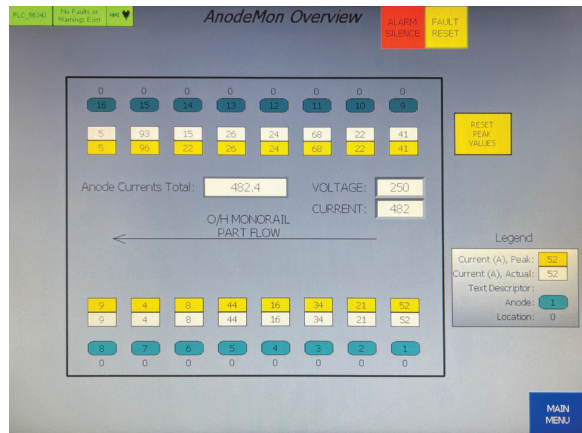 No Faults or
Warnings Exist
HMI
AnodeMon Overview
ALARM
SILENCE
FAULT
RESET
0 0 0 0 0 0 0 0
16 15 14 13 12 11 10 9
5 93 15 26 24 68 22 41
5 96 22 26 24 68 22 41
RESET
PEAK
VALUES
Anode Currents Total: 482.4 VOLTAGE: 250
CURRENT: 482
O/H MONORAIL
PART FLOW
Legend
Current (A), Peak: 52
Current (A), Actual: 52
Text Descriptor:
Anode: 1
Location: 0
9 4 8 44 16 34 21 52
9 4 8 44 16 34 21 52
8 7 6 5 4 3 2 1
0 0 0 0 0 0 0 0
MAIN
MENU